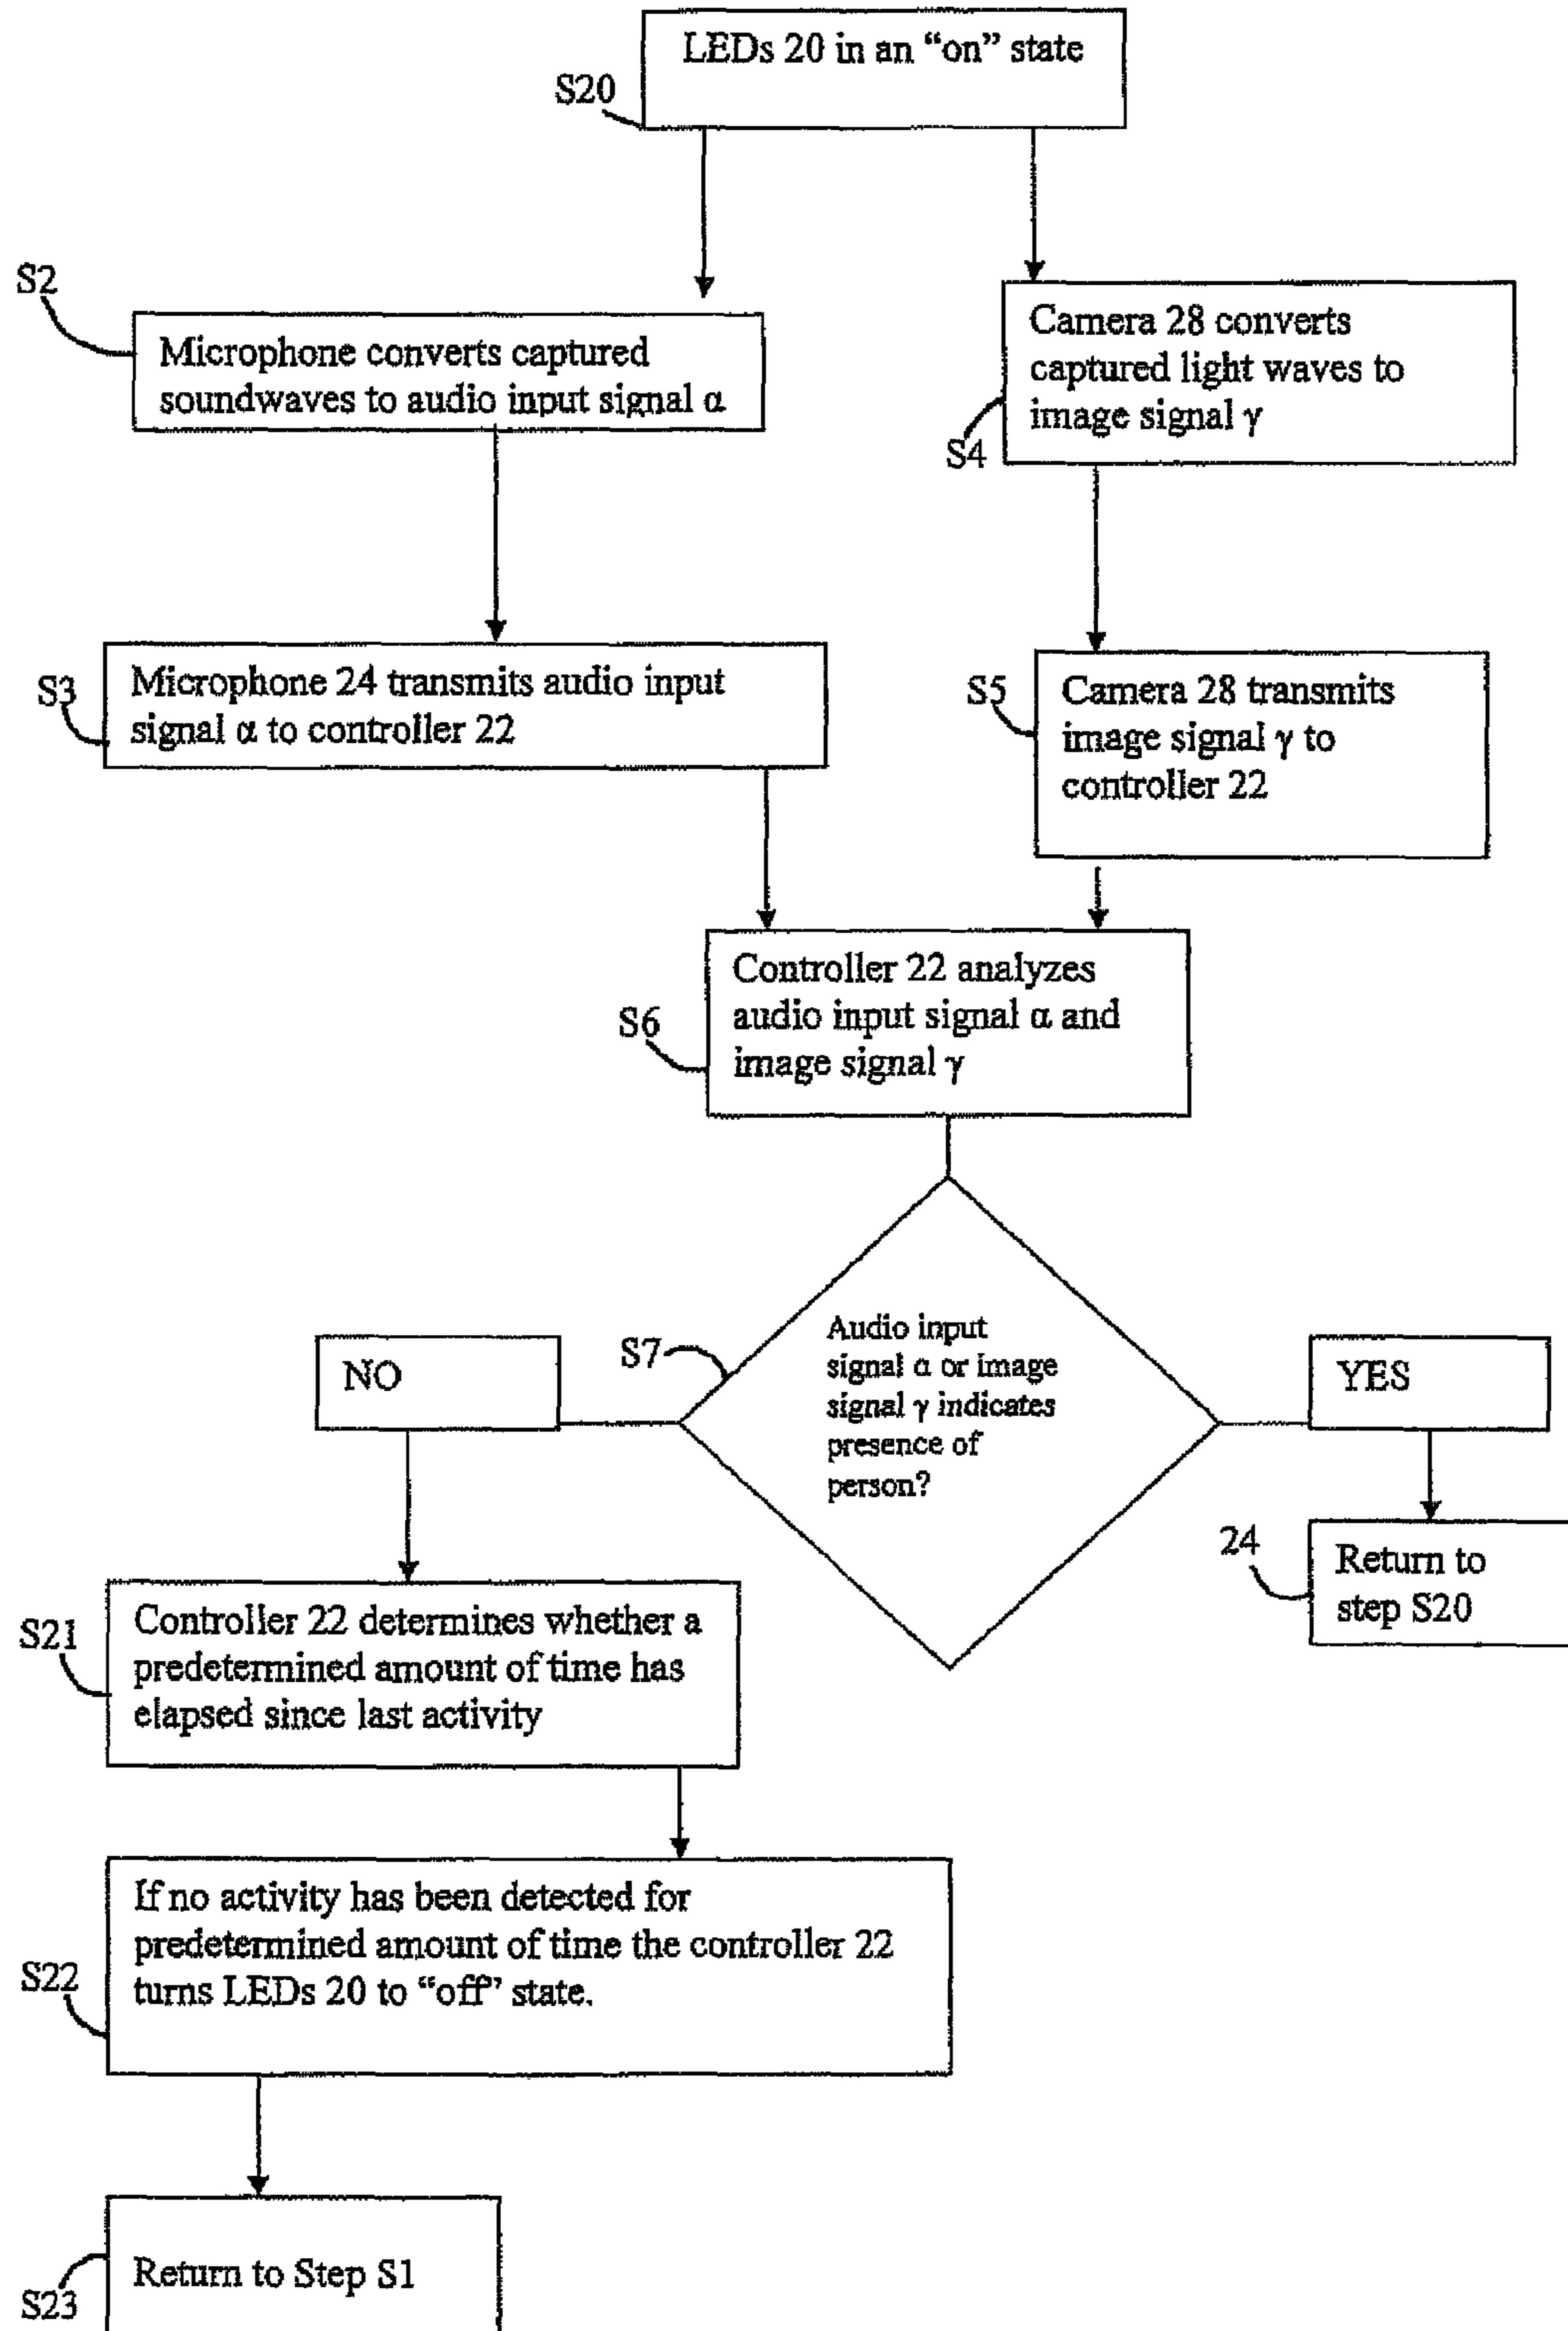 LEDs 20 in an “on” state
S20
S2
Microphone converts captured
soundwaves to audio input signal α
Camera 28 converts
captured light waves to
image signal γ
S4
S3
Microphone 24 transmits audio input
signal α to controller 22
S5
Camera 28 transmits
image signal γ to
controller 22
S6
Controller 22 analyzes
audio input signal α and
image signal γ
S7
Audio input
signal α or image
signal γ indicates
presence of
person?
NO
YES
24
Return to
step S20
S21
Controller 22 determines whether a
predetermined amount of time has
elapsed since last activity
S22
If no activity has been detected for
predetermined amount of time the controller 22
turns LEDs 20 to “off” state.
S23
Return to Step S1